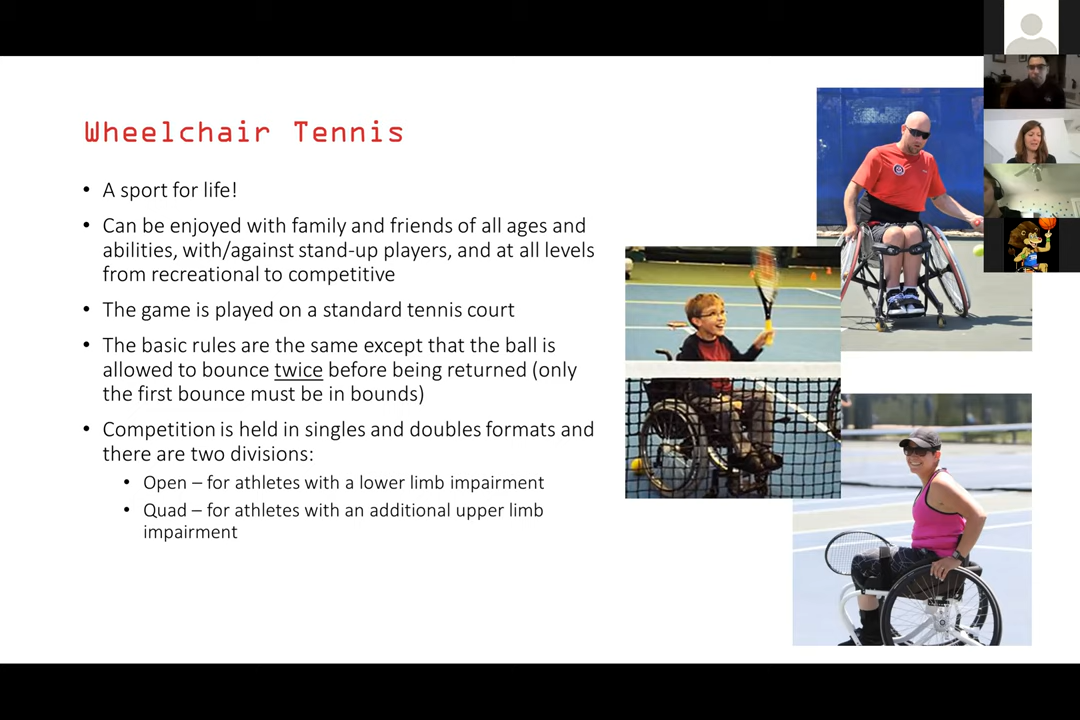 Wheelchair Tennis
• A sport for life!
• Can be enjoyed with family and friends of all ages and
abilities, with/against stand-up players, and at all levels
from recreational to competitive
• The game is played on a standard tennis court
• The basic rules are the same except that the ball is
allowed to bounce twice before being returned (only
the first bounce must be in bounds)
• Competition is held in singles and doubles formats and
there are two divisions:
• Open – for athletes with a lower limb impairment
• Quad – for athletes with an additional upper limb
impairment